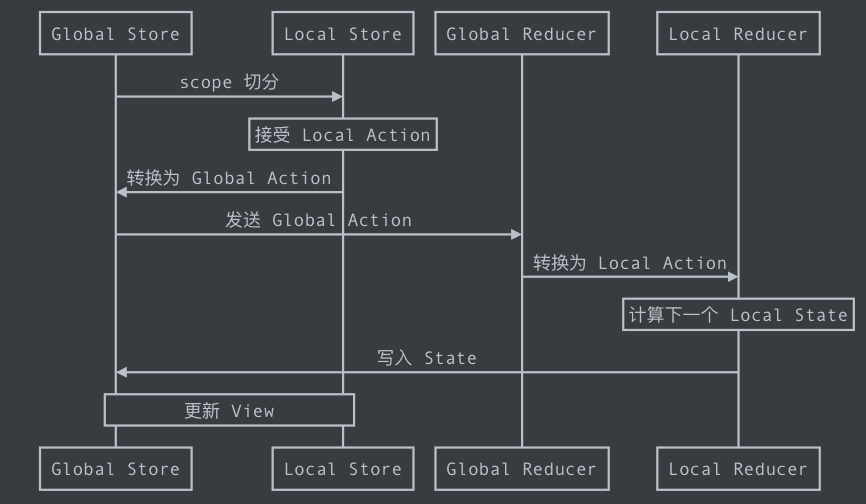 Global Store
Local Store
Global Reducer
Local Reducer
scope 切分
接受 Local Action
转换为 Global Action
发送 Global Action
转换为 Local Action
计算下一个 Local State
写入 State
更新 View
Global Store
Local Store
Global Reducer
Local Reducer